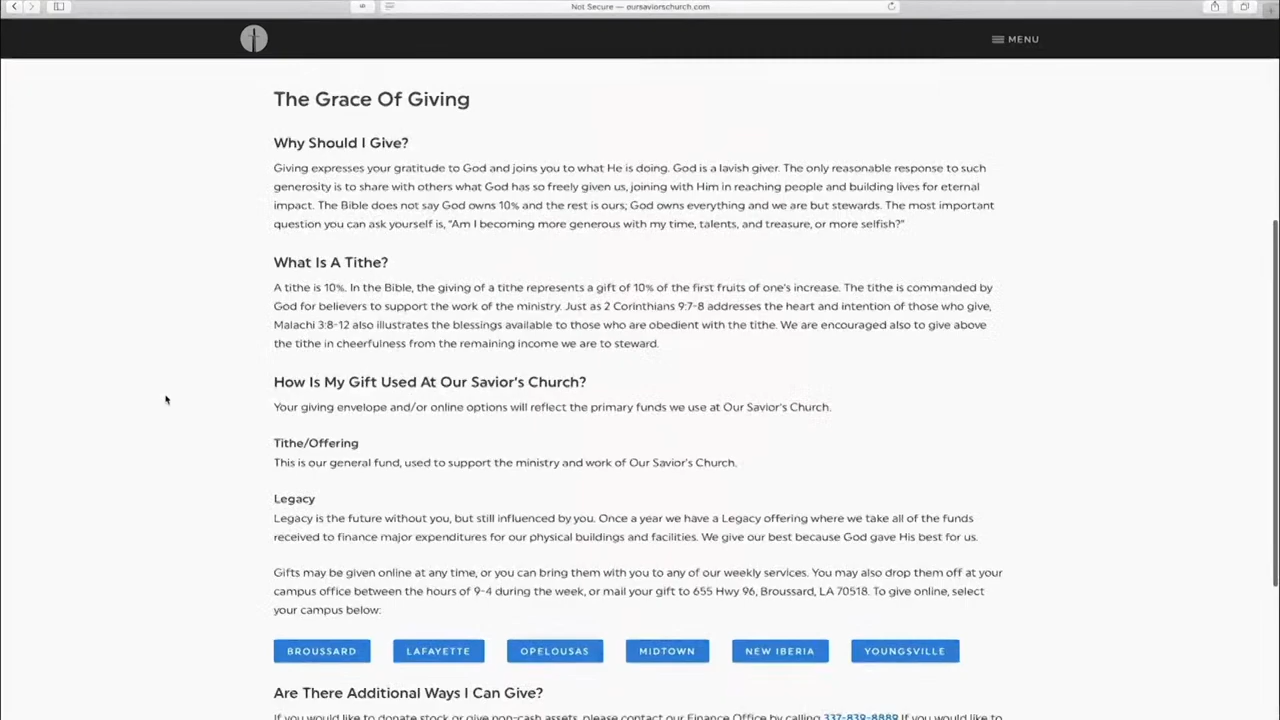 Not Secure — oursaviorschurch.com
MENU
The Grace Of Giving
Why Should I Give?
Giving expresses your gratitude to God and joins you to what He is doing. God is a lavish giver. The only reasonable response to such
generosity is to share with others what God has so freely given us, joining with Him in reaching people and building lives for eternal
impact. The Bible does not say God owns 10% and the rest is ours; God owns everything and we are but stewards. The most important
question you can ask yourself is, “Am I becoming more generous with my time, talents, and treasure, or more selfish?”
What Is A Tithe?
A tithe is 10%. In the Bible, the giving of a tithe represents a gift of 10% of the first fruits of one’s increase. The tithe is commanded by
God for believers to support the work of the ministry. Just as 2 Corinthians 9:7-8 addresses the heart and intention of those who give,
Malachi 3:8-12 also illustrates the blessings available to those who are obedient with the tithe. We are encouraged also to give above
the tithe in cheerfulness from the remaining income we are to steward.
How Is My Gift Used At Our Savior’s Church?
Your giving envelope and/or online options will reflect the primary funds we use at Our Savior’s Church.
Tithe/Offering
This is our general fund, used to support the ministry and work of Our Savior’s Church.
Legacy
Legacy is the future without you, but still influenced by you. Once a year we have a Legacy offering where we take all of the funds
received to finance major expenditures for our physical buildings and facilities. We give our best because God gave His best for us.
Gifts may be given online at any time, or you can bring them with you to any of our weekly services. You may also drop them off at your
campus office between the hours of 9-4 during the week, or mail your gift to 655 Hwy 96, Broussard, LA 70518. To give online, select
your campus below:
BROUSSARD LAFAYETTE OPELOUSAS MIDTOWN NEW IBERIA YOUNGSVILLE
Are There Additional Ways I Can Give?
If you would like to donate stock or give non-cash assets, please contact our Finance Office by calling 337-839-8889 If you would like to